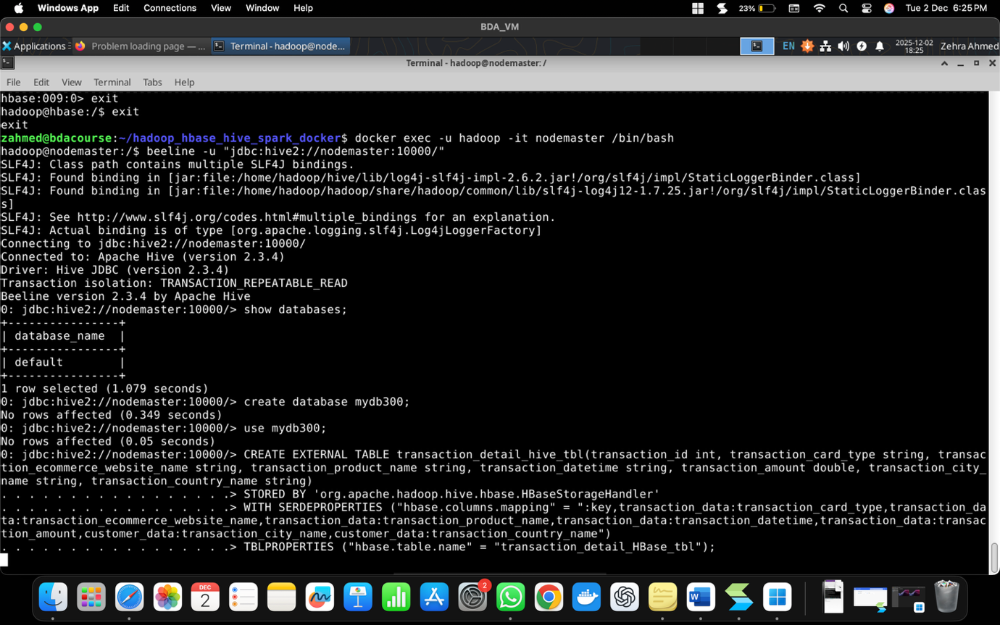 Windows App Edit Connections View Window Help 23% Tue 2 Dec 6:25 PM
BDA_VM
Applications Problem loading page — ... Terminal - hadoop@node... EN 2025-12-02 18:25 Zehra Ahmed
Terminal - hadoop@nodemaster: /
File Edit View Terminal Tabs Help
hbase:009:0> exit
hadoop@hbase:/$ exit
exit
zahmed@bdacourse:~/hadoop_hbase_hive_spark_docker$ docker exec -u hadoop -it nodemaster /bin/bash
hadoop@nodemaster:/$ beeline -u "jdbc:hive2://nodemaster:10000/"
SLF4J: Class path contains multiple SLF4J bindings.
SLF4J: Found binding in [jar:file:/home/hadoop/hive/lib/log4j-slf4j-impl-2.6.2.jar!/org/slf4j/impl/StaticLoggerBinder.class]
SLF4J: Found binding in [jar:file:/home/hadoop/hadoop/share/hadoop/common/lib/slf4j-log4j12-1.7.25.jar!/org/slf4j/impl/StaticLoggerBinder.clas
s]
SLF4J: See http://www.slf4j.org/codes.html#multiple_bindings for an explanation.
SLF4J: Actual binding is of type [org.apache.logging.slf4j.Log4jLoggerFactory]
Connecting to jdbc:hive2://nodemaster:10000/
Connected to: Apache Hive (version 2.3.4)
Driver: Hive JDBC (version 2.3.4)
Transaction isolation: TRANSACTION_REPEATABLE_READ
Beeline version 2.3.4 by Apache Hive
0: jdbc:hive2://nodemaster:10000/> show databases;
+----------------+
| database_name |
+----------------+
| default |
+----------------+
1 row selected (1.079 seconds)
0: jdbc:hive2://nodemaster:10000/> create database mydb300;
No rows affected (0.349 seconds)
0: jdbc:hive2://nodemaster:10000/> use mydb300;
No rows affected (0.05 seconds)
0: jdbc:hive2://nodemaster:10000/> CREATE EXTERNAL TABLE transaction_detail_hive_tbl(transaction_id int, transaction_card_type string, transac
tion_ecommerce_website_name string, transaction_product_name string, transaction_datetime string, transaction_amount double, transaction_city_
name string, transaction_country_name string)
. . . . . . . . . . . . . . . . .> STORED BY 'org.apache.hadoop.hive.hbase.HBaseStorageHandler'
. . . . . . . . . . . . . . . . .> WITH SERDEPROPERTIES ("hbase.columns.mapping" = ":key,transaction_data:transaction_card_type,transaction_da
ta:transaction_ecommerce_website_name,transaction_data:transaction_product_name,transaction_data:transaction_datetime,transaction_data:transac
tion_amount,customer_data:transaction_city_name,customer_data:transaction_country_name")
. . . . . . . . . . . . . . . . .> TBLPROPERTIES ("hbase.table.name" = "transaction_detail_HBase_tbl");
DEC
2
2
W